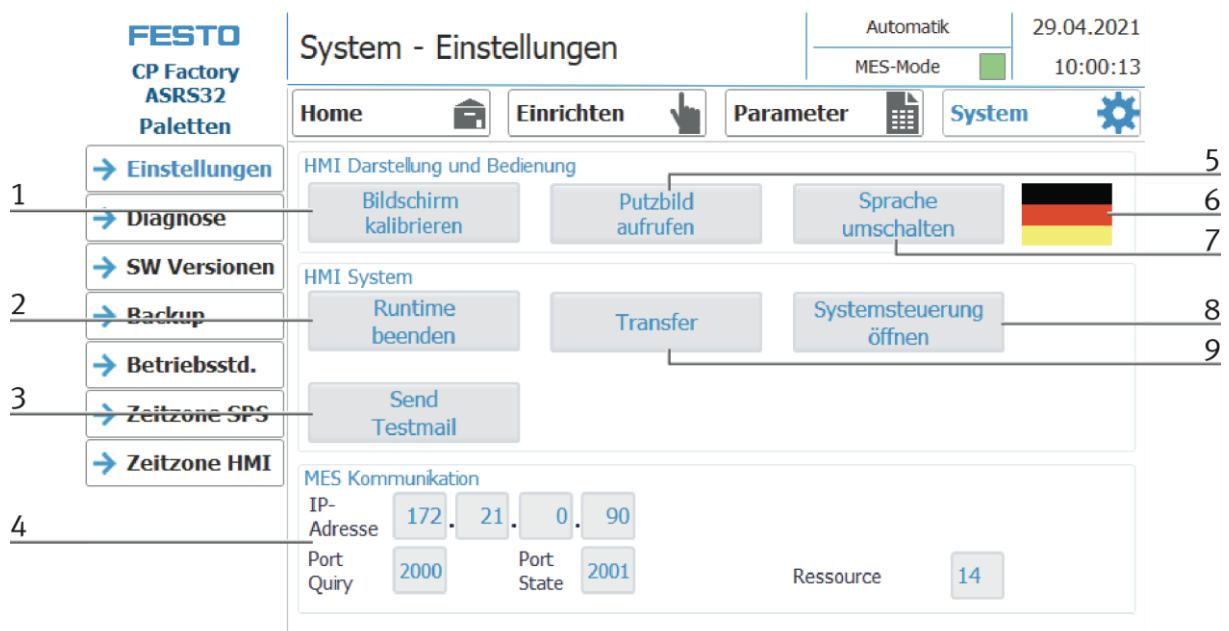 FESTO
CP Factory
ASRS32
Paletten
System - Einstellungen
Automatik
MES-Mode
29.04.2021
10:00:13
Home
Einrichten
Parameter
System
Einstellungen
Diagnose
SW Versionen
Backup
Betriebsstd.
Zeitzone SPS
Zeitzone HMI
1
2
3
4
HMI Darstellung und Bedienung
Bildschirm
kalibrieren
Putzbild
aufrufen
Sprache
umschalten
HMI System
Runtime
beenden
Transfer
Systemsteuerung
öffnen
Send
Testmail
MES Kommunikation
IP-
Adresse
172 . 21 . 0 . 90
Port
Quiry
2000
Port
State
2001
Ressource
14
5
6
7
8
9